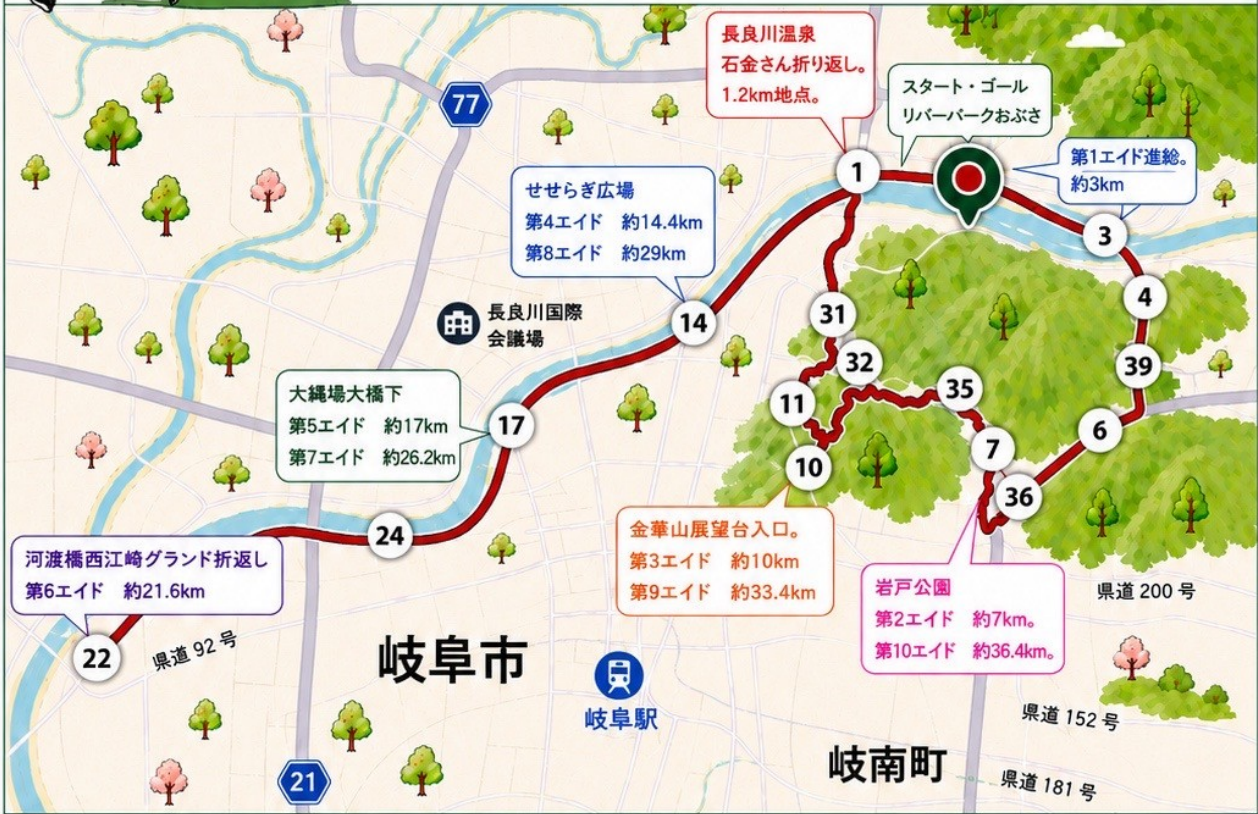 長良川温泉
石金さん折り返し。
1.2km地点。
スタート・ゴール
リバーパークおぶさ
77
第1エイド進給。
約3km
1
3
せせらぎ広場
第4エイド 約14.4km
第8エイド 約29km
4
長良川国際
会議場
14
31
32
39
35
大縄場大橋下
第5エイド 約17km
第7エイド 約26.2km
17
11
6
7
10
36
24
金華山展望台入口。
第3エイド 約10km
第9エイド 約33.4km
河渡橋西江崎グランド折返し
第6エイド 約21.6km
岩戸公園
第2エイド 約7km。
第10エイド 約36.4km。
県道 200 号
22
県道 92 号
岐阜市
岐阜駅
県道 152 号
岐南町
県道 181 号
21